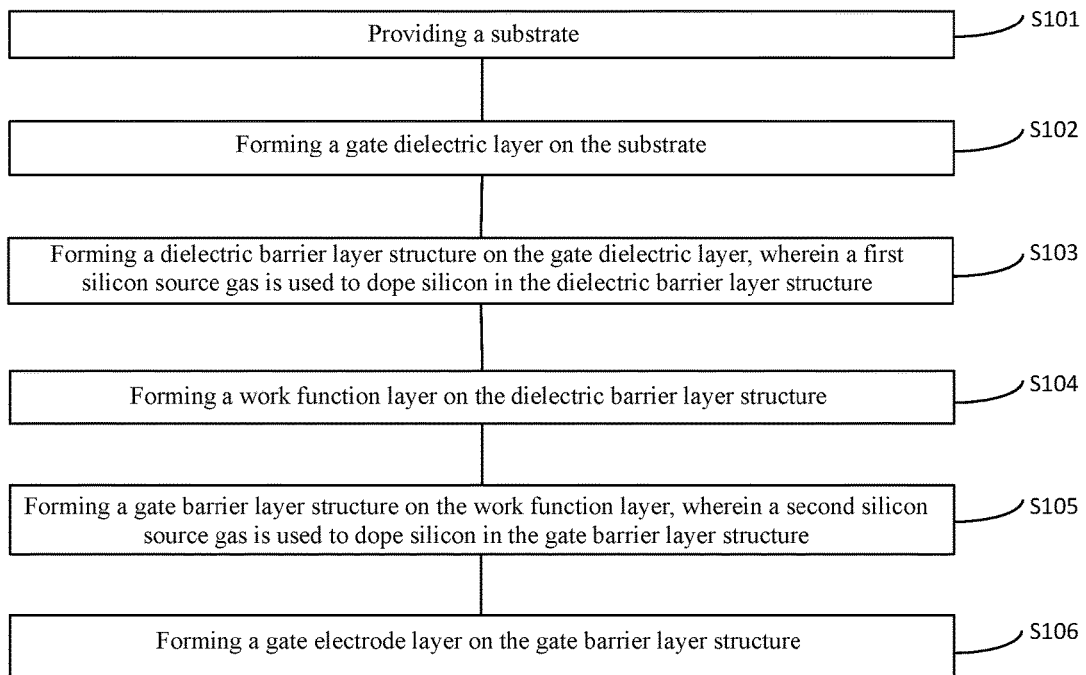 Providing a substrate
S101
Forming a gate dielectric layer on the substrate
S102
Forming a dielectric barrier layer structure on the gate dielectric layer, wherein a first
silicon source gas is used to dope silicon in the dielectric barrier layer structure
S103
Forming a work function layer on the dielectric barrier layer structure
S104
Forming a gate barrier layer structure on the work function layer, wherein a second silicon
source gas is used to dope silicon in the gate barrier layer structure
S105
Forming a gate electrode layer on the gate barrier layer structure
S106